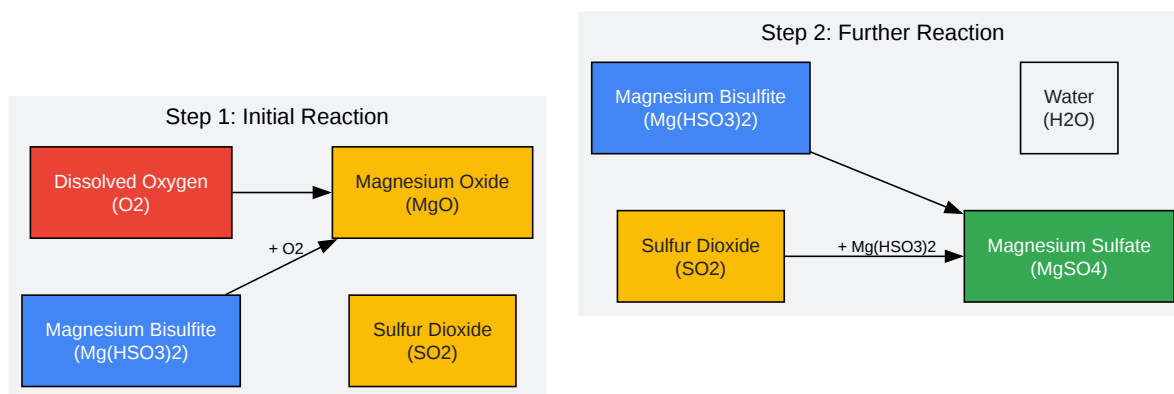 Step 1: Initial Reaction
Dissolved Oxygen
(O2)
Magnesium Oxide
(MgO)
+ O2
Magnesium Bisulfite
(Mg(HSO3)2)
Sulfur Dioxide
(SO2)
Step 2: Further Reaction
Magnesium Bisulfite
(Mg(HSO3)2)
Water
(H2O)
Sulfur Dioxide
(SO2)
+ Mg(HSO3)2
Magnesium Sulfate
(MgSO4)